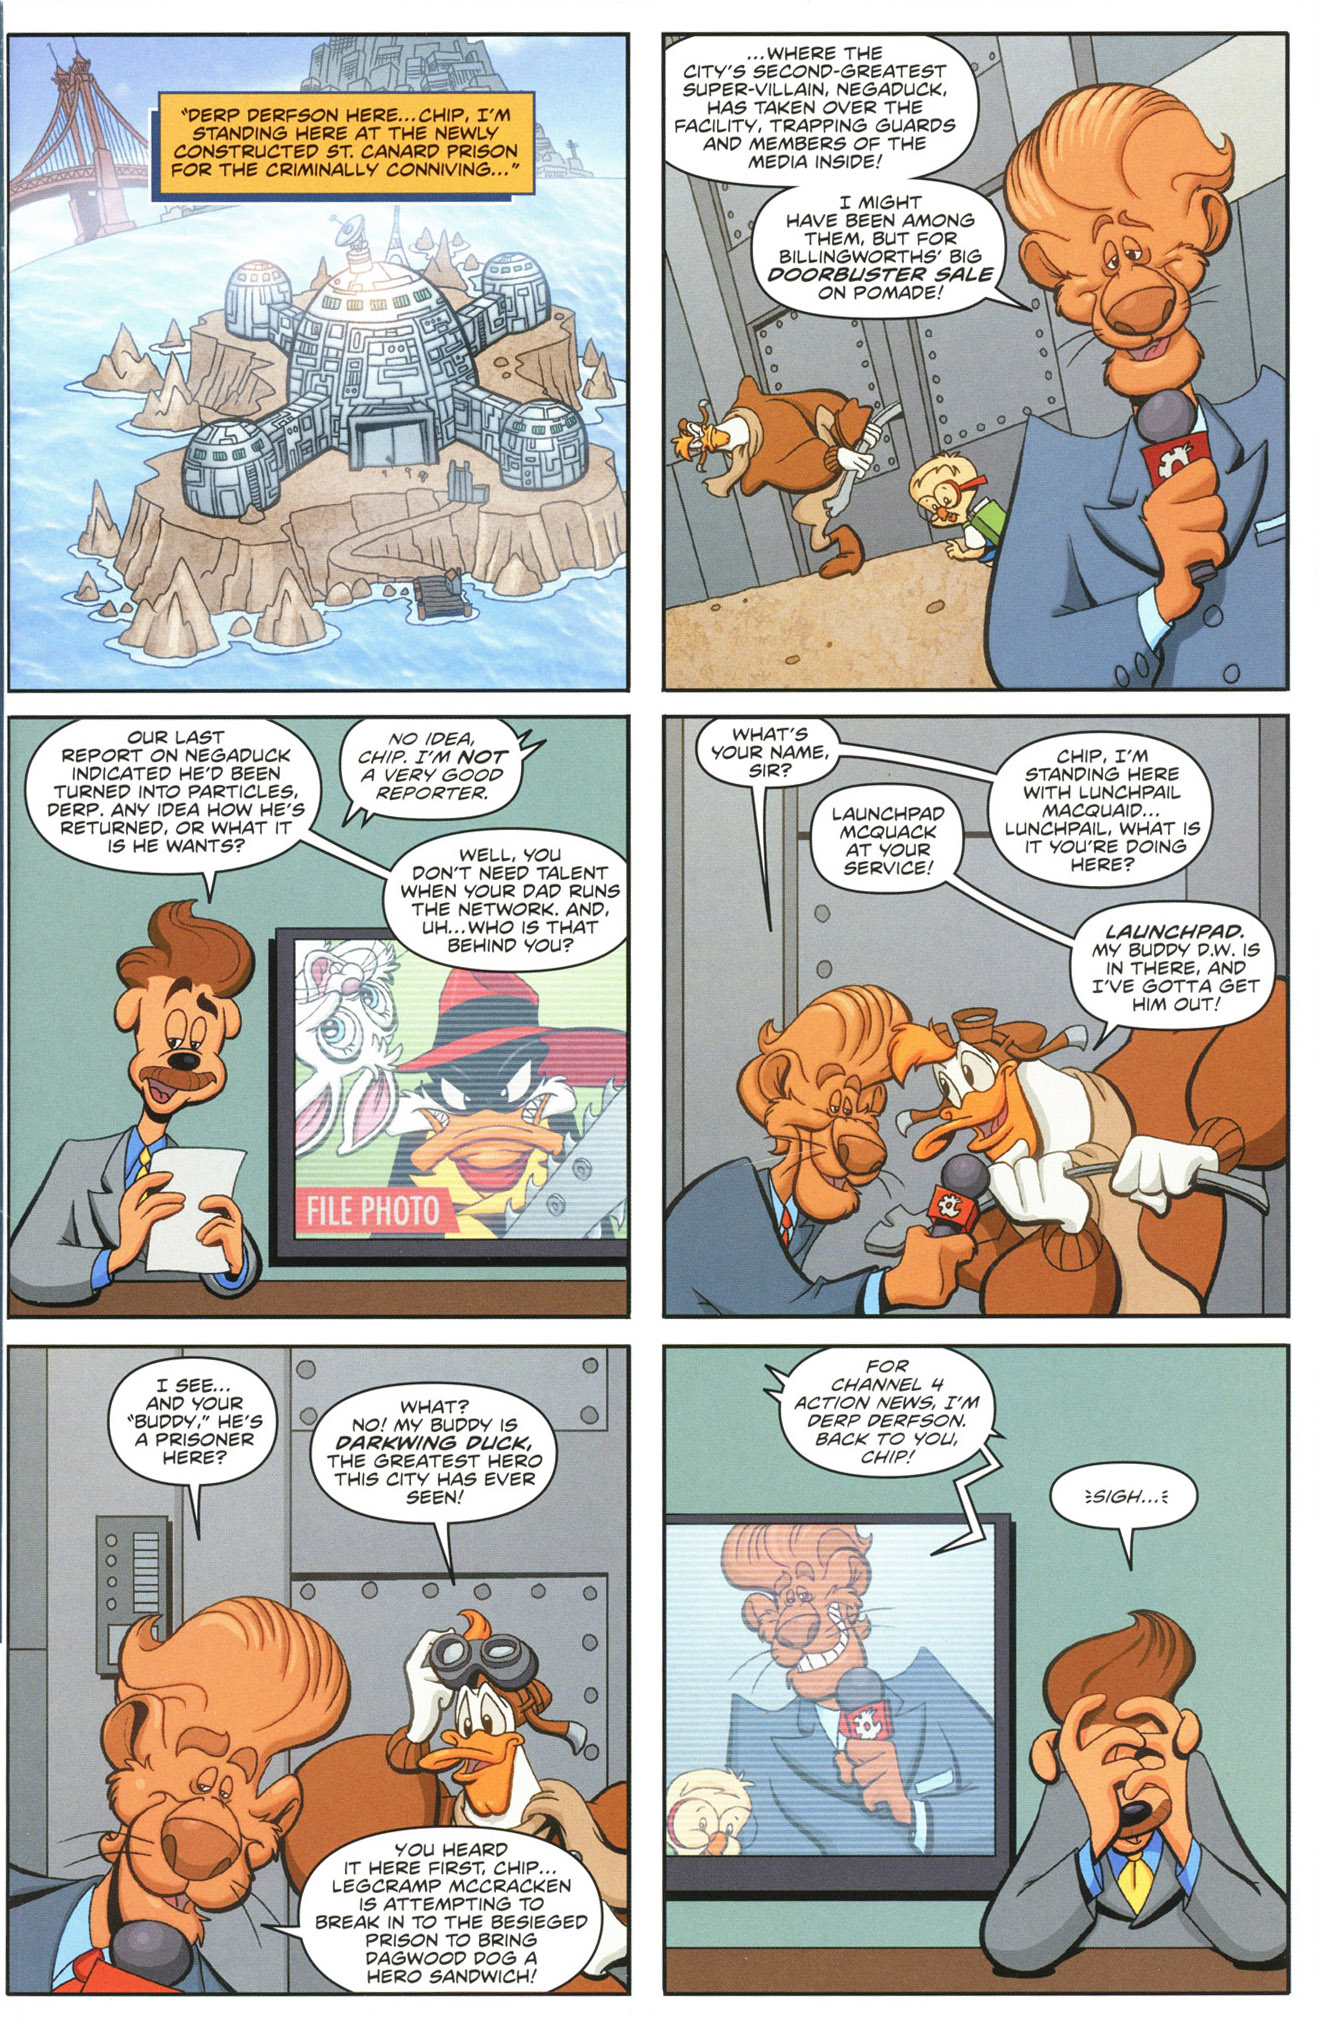 "DERP DERFSON HERE...CHIP, I'M
STANDING HERE AT THE NEWLY
CONSTRUCTED ST. CANARD PRISON
FOR THE CRIMINALLY CONNIVING..."
...WHERE THE
CITY'S SECOND-GREATEST
SUPER-VILLAIN, NEGADUCK,
HAS TAKEN OVER THE
FACILITY, TRAPPING GUARDS
AND MEMBERS OF THE
MEDIA INSIDE!
I MIGHT
HAVE BEEN AMONG
THEM, BUT FOR
BILLINGWORTHS' BIG
DOORBUSTER SALE
ON POMADE!
OUR LAST
REPORT ON NEGADUCK
INDICATED HE'D BEEN
TURNED INTO PARTICLES,
DERP. ANY IDEA HOW HE'S
RETURNED, OR WHAT IT
IS HE WANTS?
NO IDEA,
CHIP. I'M NOT
A VERY GOOD
REPORTER.
WELL, YOU
DON'T NEED TALENT
WHEN YOUR DAD RUNS
THE NETWORK. AND,
UH...WHO IS THAT
BEHIND YOU?
FILE PHOTO
WHAT'S
YOUR NAME,
SIR?
LAUNCHPAD
MCQUACK
AT YOUR
SERVICE!
CHIP, I'M
STANDING HERE
WITH LUNCHPAIL
MACQUAID...
LUNCHPAIL, WHAT IS
IT YOU'RE DOING
HERE?
LAUNCHPAD.
MY BUDDY D.W. IS
IN THERE, AND
I'VE GOTTA GET
HIM OUT!
I SEE...
AND YOUR
"BUDDY," HE'S
A PRISONER
HERE?
WHAT?
NO! MY BUDDY IS
DARKWING DUCK,
THE GREATEST HERO
THIS CITY HAS EVER
SEEN!
YOU HEARD
IT HERE FIRST, CHIP...
LEGCRAMP MCCRACKEN
IS ATTEMPTING TO
BREAK IN TO THE BESIEGED
PRISON TO BRING
DAGWOOD DOG A
HERO SANDWICH!
FOR
CHANNEL 4
ACTION NEWS, I'M
DERP DERFSON.
BACK TO YOU,
CHIP!
SIGH...